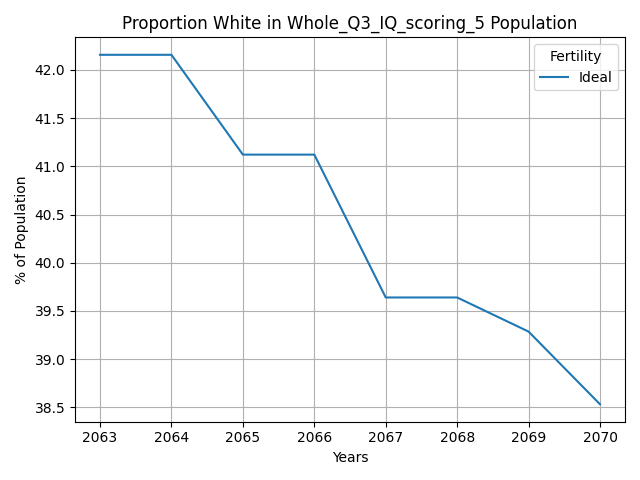 Proportion White in Whole_Q3_IQ_scoring_5 Population
Fertility
Ideal
42.0
41.5
41.0
40.5
40.0
39.5
39.0
38.5
% of Population
2063 2064 2065 2066 2067 2068 2069 2070
Years